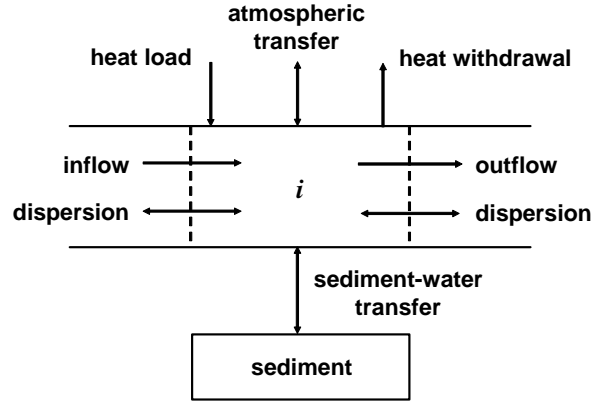 atmospheric
transfer
heat load
heat withdrawal
inflow
i
outflow
dispersion
dispersion
sediment-water
transfer
sediment